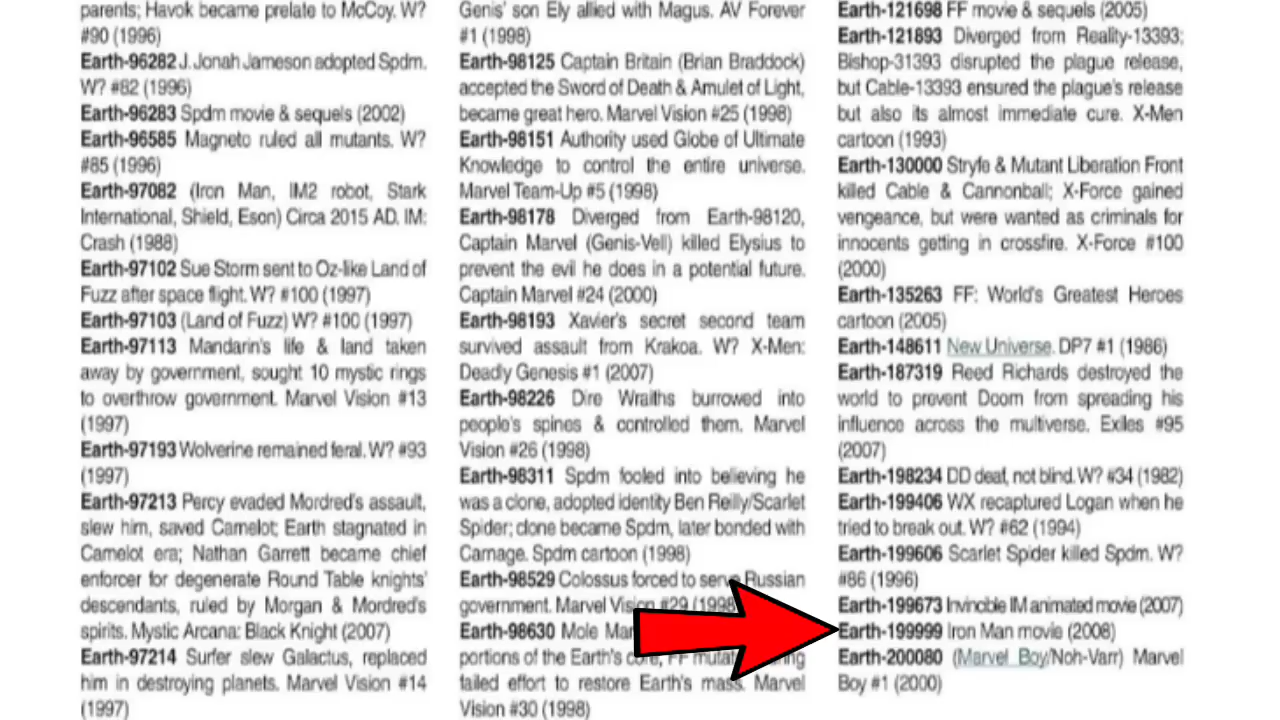 parents; Havok became prelate to McCoy. W?
#90 (1996)
Earth-96282 J. Jonah Jameson adopted Spdm.
W? #82 (1996)
Earth-96283 Spdm movie & sequels (2002)
Earth-96585 Magneto ruled all mutants. W?
#85 (1996)
Earth-97082 (Iron Man, IM2 robot, Stark
International, Shield, Eson) Circa 2015 AD. IM:
Crash (1988)
Earth-97102 Sue Storm sent to Oz-like Land of
Fuzz after space flight. W? #100 (1997)
Earth-97103 (Land of Fuzz) W? #100 (1997)
Earth-97113 Mandarin's life & land taken
away by government, sought 10 mystic rings
to overthrow government. Marvel Vision #13
(1997)
Earth-97193 Wolverine remained feral. W? #93
(1997)
Earth-97213 Percy evaded Mordred's assault,
slew him, saved Camelot; Earth stagnated in
Camelot era; Nathan Garrett became chief
enforcer for degenerate Round Table knights'
descendants, ruled by Morgan & Mordred's
spirits. Mystic Arcana: Black Knight (2007)
Earth-97214 Surfer slew Galactus, replaced
him in destroying planets. Marvel Vision #14
(1997)
Genis' son Ely allied with Magus. AV Forever
#1 (1998)
Earth-98125 Captain Britain (Brian Braddock)
accepted the Sword of Death & Amulet of Light,
became great hero. Marvel Vision #25 (1998)
Earth-98151 Authority used Globe of Ultimate
Knowledge to control the entire universe.
Marvel Team-Up #5 (1998)
Earth-98178 Diverged from Earth-98120,
Captain Marvel (Genis-Vell) killed Elysius to
prevent the evil he does in a potential future.
Captain Marvel #24 (2000)
Earth-98193 Xavier's secret second team
survived assault from Krakoa. W? X-Men:
Deadly Genesis #1 (2007)
Earth-98226 Dire Wraiths burrowed into
people's spines & controlled them. Marvel
Vision #26 (1998)
Earth-98311 Spdm fooled into believing he
was a clone, adopted identity Ben Reilly/Scarlet
Spider; clone became Spdm, later bonded with
Carnage. Spdm cartoon (1998)
Earth-98529 Colossus forced to serve Russian
government. Marvel Vision #29 (1998
Earth-98630 Mole
portions of the Earth's core, FF
failed effort to restore Earth's mass. Marvel
Vision #30 (1998)
Earth-121698 FF movie & sequels (2005)
Earth-121893 Diverged from Reality-13393;
Bishop-31393 disrupted the plague release,
but Cable-13393 ensured the plague's release
but also its almost immediate cure. X-Men
cartoon (1993)
Earth-130000 Stryfe & Mutant Liberation Front
killed Cable & Cannonball; X-Force gained
vengeance, but were wanted as criminals for
innocents getting in crossfire. X-Force #100
(2000)
Earth-135263 FF: World's Greatest Heroes
cartoon (2005)
Earth-148611 New Universe. DP7 #1 (1986)
Earth-187319 Reed Richards destroyed the
world to prevent Doom from spreading his
influence across the multiverse. Exiles #95
(2007)
Earth-198234 DD deaf, not blind. W? #34 (1982)
Earth-199406 WX recaptured Logan when he
tried to break out. W? #62 (1994)
Earth-199606 Scarlet Spider killed Spdm. W?
#86 (1996)
Earth-199673 Invincible IM animated movie (2007)
Earth-199999 Iron Man movie (2008)
Earth-200080 (Marvel Boy/Noh-Varr) Marvel
Boy #1 (2000)